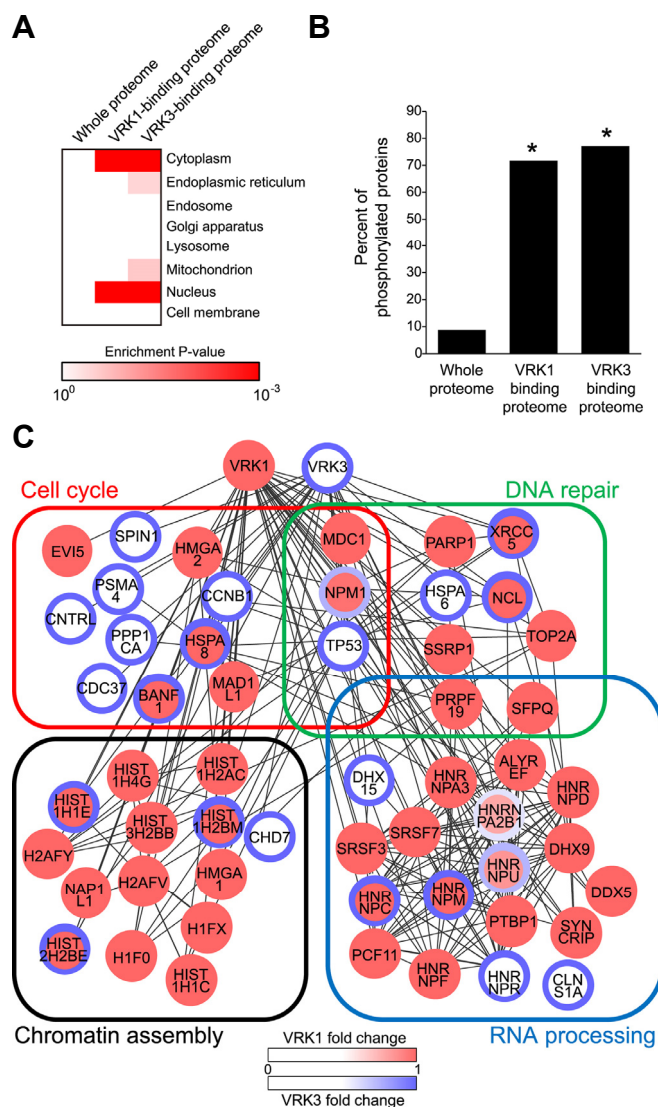 A
Whole proteome
VRK1-binding proteome
VRK3-binding proteome
Cytoplasm
Endoplasmic reticulum
Endosome
Golgi apparatus
Lysosome
Mitochondrion
Nucleus
Cell membrane
Enrichment P-value
10^0
10^-3
B
Percent of
phosphorylated proteins
90
80
70
60
50
40
30
20
10
0
*
*
Whole
proteome
VRK1
binding
proteome
VRK3
binding
proteome
C
VRK1
VRK3
Cell cycle
DNA repair
EVI5
SPIN1
HMGA
2
PSMA
4
CCNB1
CNTRL
PPP1
CA
HSPA
8
CDC37
BANF
1
MAD1
L1
MDC1
NPM1
TP53
PARP1
XRCC
5
HSPA
6
NCL
SSRP1
TOP2A
PRPF
19
SFPQ
HIST
1H4G
HIST
1H2AC
HIST
1H1E
HIST
3H2BB
HIST
1H2BM
CHD7
H2AFY
NAP1
L1
H2AFV
HMGA
1
HIST
2H2BE
H1F0
H1FX
HIST
1H1C
DHX
15
HNR
NPA3
ALYR
EF
HNR
NPD
HNRN
PA2B1
SRSF3
SRSF7
DHX9
HNR
NPU
DDX5
HNR
NPC
HNR
NPM
PTBP1
SYN
CRIP
PCF11
HNR
NPF
HNR
NPR
CLN
S1A
Chromatin assembly
RNA processing
VRK1 fold change
0
1
VRK3 fold change